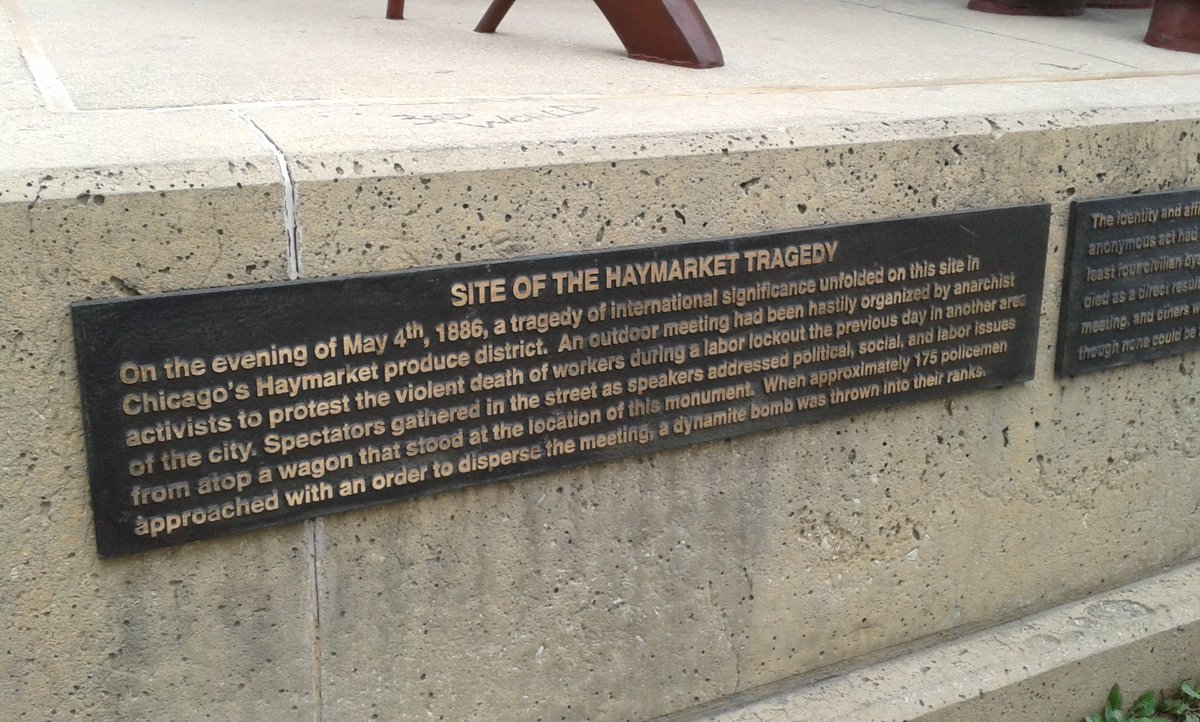 3RD WORLD
SITE OF THE HAYMARKET TRAGEDY
On the evening of May 4th, 1886, a tragedy of international significance unfolded on this site in
Chicago's Haymarket produce district. An outdoor meeting had been hastily organized by anarchist
activists to protest the violent death of workers during a labor lockout the previous day in another area
of the city. Spectators gathered in the street as speakers addressed political, social, and labor issues
from atop a wagon that stood at the location of this monument. When approximately 175 policemen
approached with an order to disperse the meeting, a dynamite bomb was thrown into their ranks.
The identity and
anonymous act had
least four civilian
died as a direct
meeting, and others
though none could be